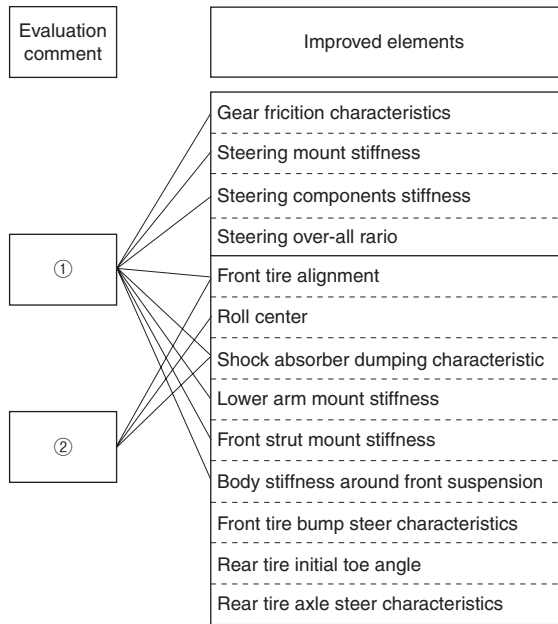 Evaluation
comment
Improved elements
Gear fricition characteristics
Steering mount stiffness
Steering components stiffness
Steering over-all rario
①
Front tire alignment
Roll center
Shock absorber dumping characteristic
Lower arm mount stiffness
②
Front strut mount stiffness
Body stiffness around front suspension
Front tire bump steer characteristics
Rear tire initial toe angle
Rear tire axle steer characteristics